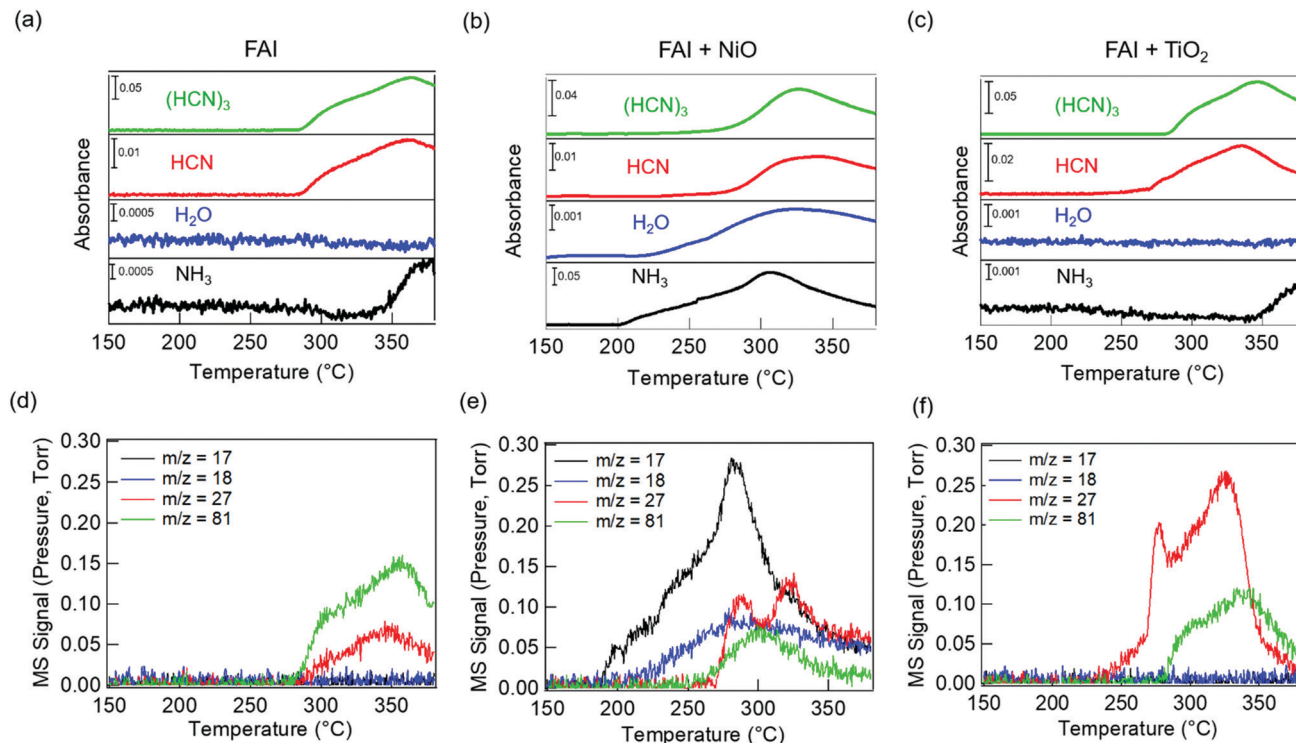 (a)
FAI
0.05
(HCN)3
0.01
HCN
0.0005
H2O
0.0005
NH3
Absorbance
150 200 250 300 350
Temperature (°C)
(b)
FAI + NiO
0.04
(HCN)3
0.01
HCN
0.001
H2O
0.05
NH3
Absorbance
150 200 250 300 350
Temperature (°C)
(c)
FAI + TiO2
0.05
(HCN)3
0.02
HCN
0.001
H2O
0.001
NH3
Absorbance
150 200 250 300 350
Temperature (°C)
(d)
MS Signal (Pressure, Torr)
0.30
0.25
0.20
0.15
0.10
0.05
0.00
m/z = 17
m/z = 18
m/z = 27
m/z = 81
150 200 250 300 350
Temperature (°C)
(e)
MS Signal (Pressure, Torr)
0.30
0.25
0.20
0.15
0.10
0.05
0.00
m/z = 17
m/z = 18
m/z = 27
m/z = 81
150 200 250 300 350
Temperature (°C)
(f)
MS Signal (Pressure, Torr)
0.30
0.25
0.20
0.15
0.10
0.05
0.00
m/z = 17
m/z = 18
m/z = 27
m/z = 81
150 200 250 300 350
Temperature (°C)